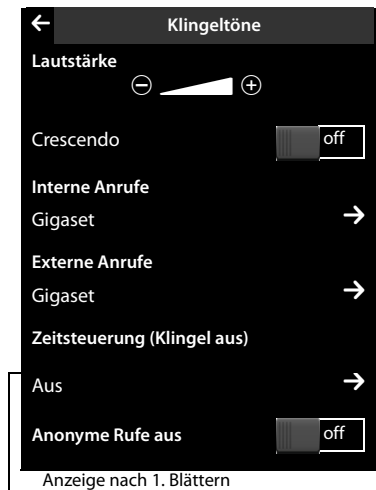 Klingeltöne
Lautstärke
Crescendo off
Interne Anrufe
Gigaset
Externe Anrufe
Gigaset
Zeitsteuerung (Klingel aus)
Aus
Anonyme Rufe aus off
Anzeige nach 1. Blättern